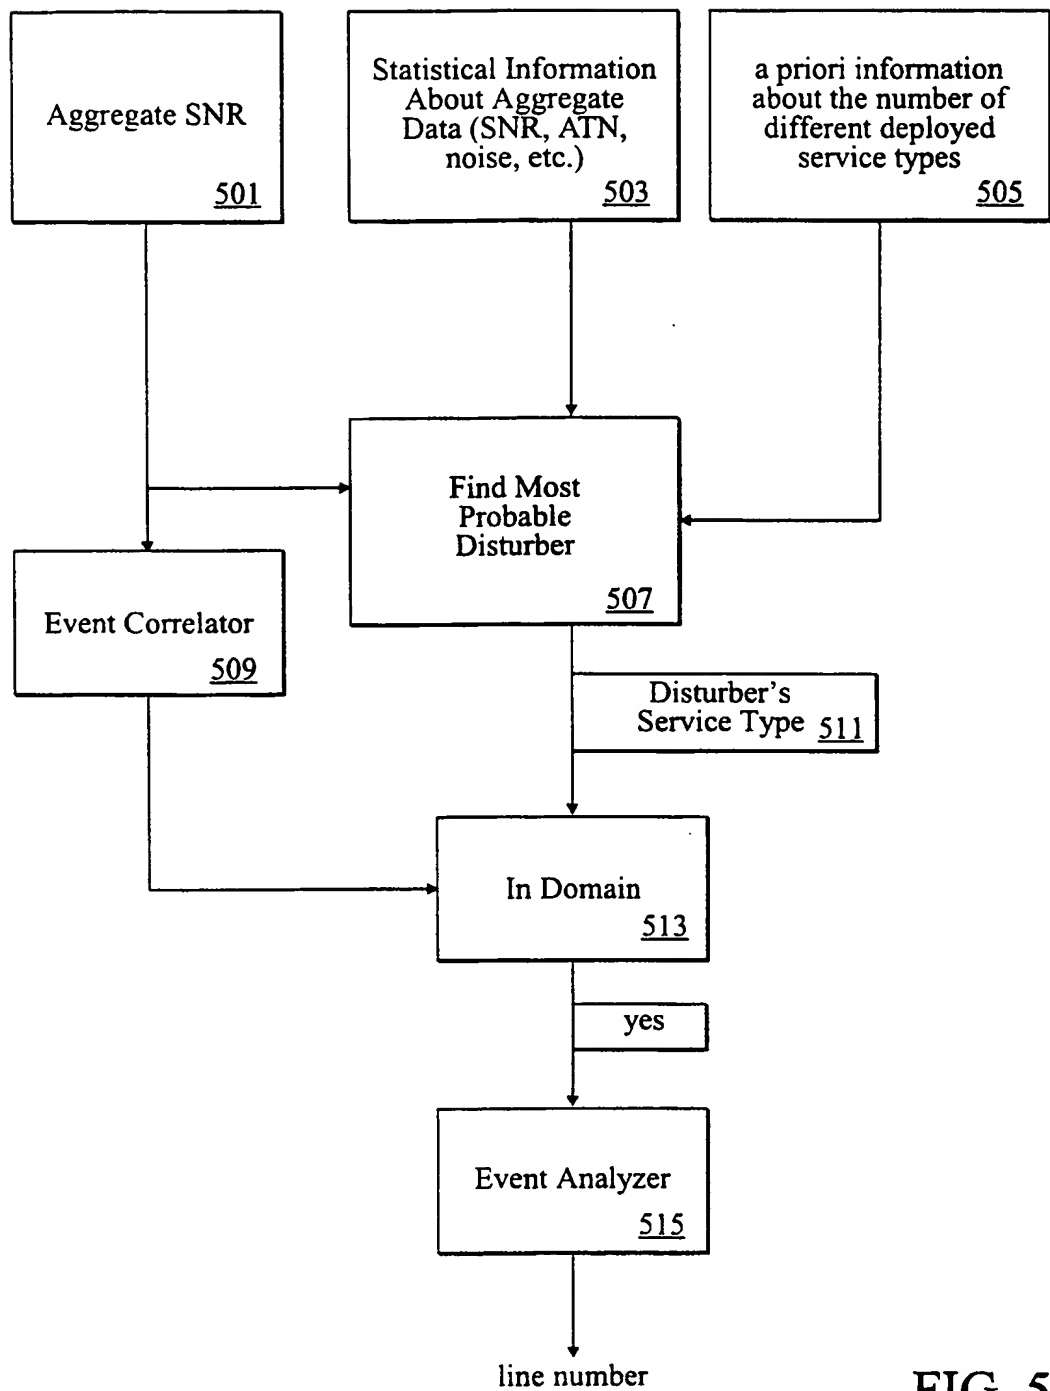 Aggregate SNR
501
Statistical Information
About Aggregate
Data (SNR, ATN,
noise, etc.)
503
a priori information
about the number of
different deployed
service types
505
Find Most
Probable
Disturber
507
Event Correlator
509
Disturber's
Service Type 511
In Domain
513
yes
Event Analyzer
515
line number
FIG. 5